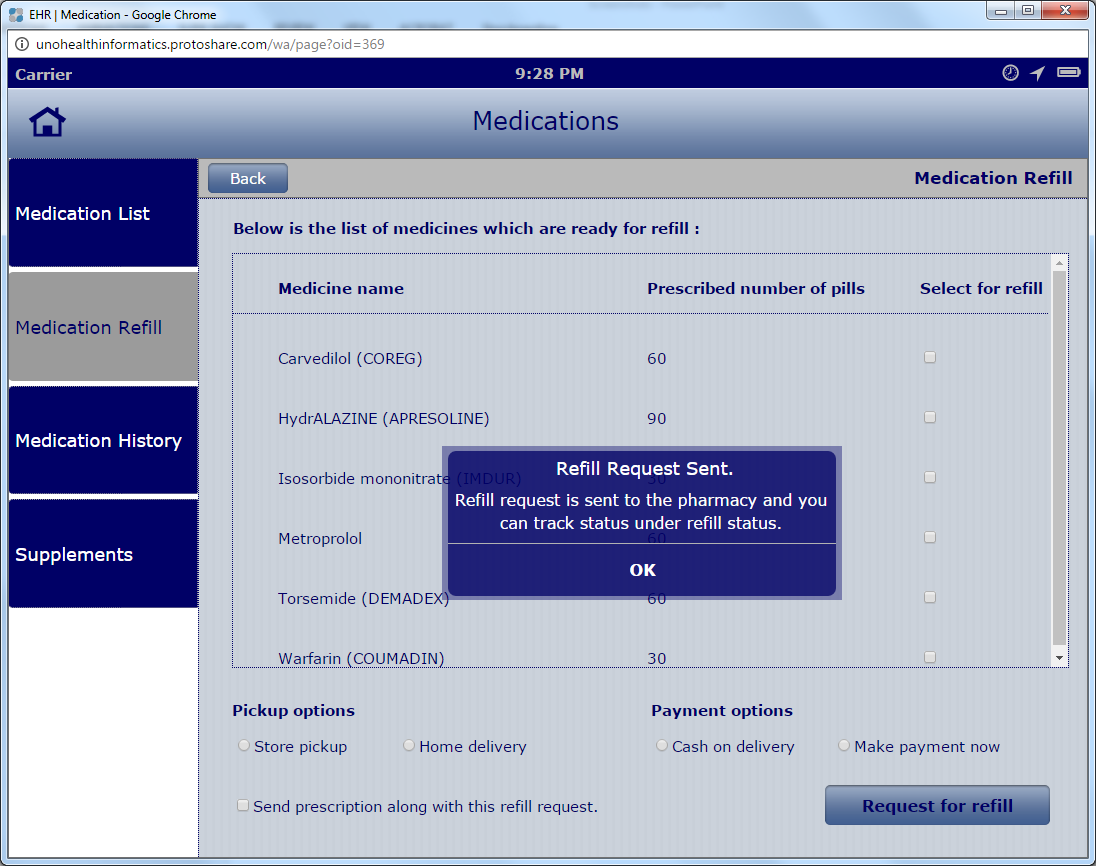 EHR | Medication - Google Chrome
unohealthinformatics.protoshare.com/wa/page?oid=369
Carrier 9:28 PM
Medications
Medication List
Medication Refill
Medication History
Supplements
Back Medication Refill
Below is the list of medicines which are ready for refill :
Medicine name Prescribed number of pills Select for refill
Carvedilol (COREG) 60
HydrALAZINE (APRESOLINE) 90
Isosorbide mononitrate (IMDUR) 30
Metroprolol 60
Torsemide (DEMADEX) 60
Warfarin (COUMADIN) 30
Refill Request Sent.
Refill request is sent to the pharmacy and you
can track status under refill status.
OK
Pickup options Payment options
Store pickup Home delivery Cash on delivery Make payment now
Send prescription along with this refill request.
Request for refill